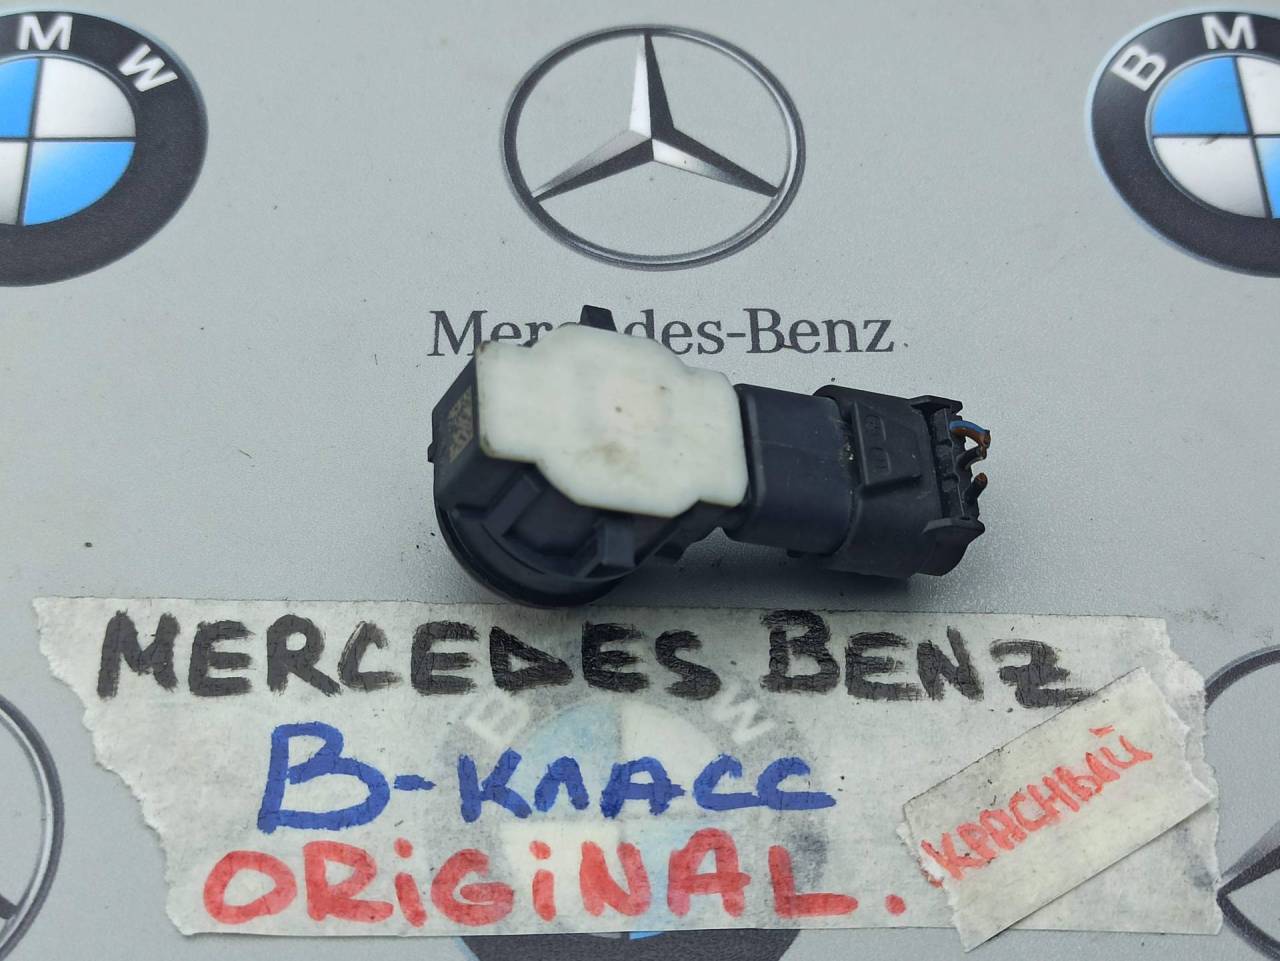 BMW
BMW
Mercedes-Benz
MERCEDES BENZ
B-КЛАСС
ORiGiNAL.
КРАСНЫЙ